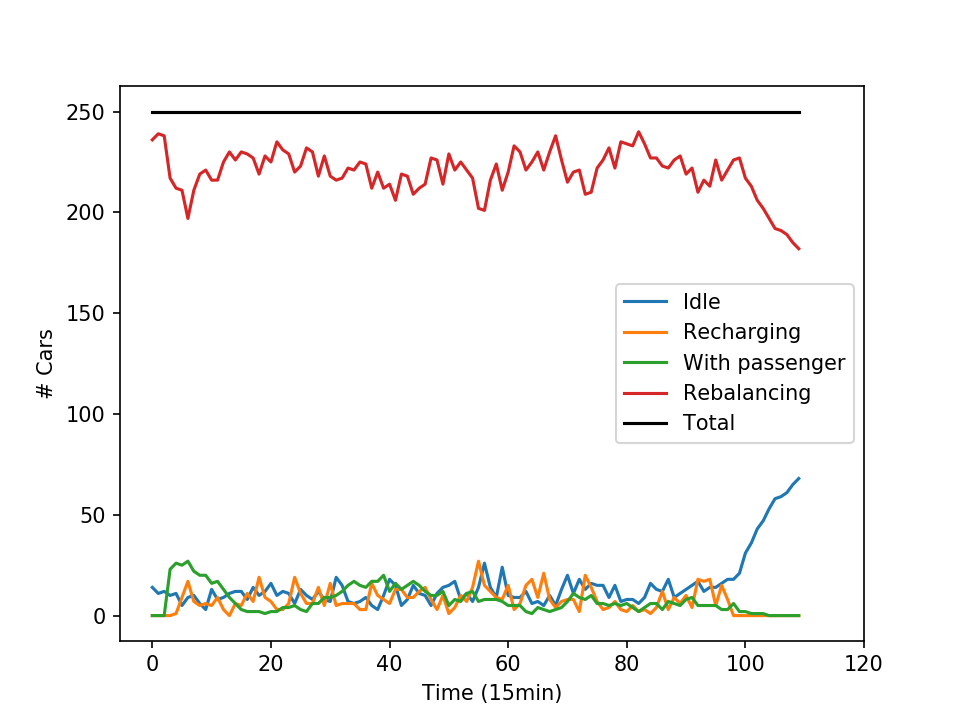 250
200
150
100
50
0
# Cars
Idle
Recharging
With passenger
Rebalancing
Total
0 20 40 60 80 100 120
Time (15min)